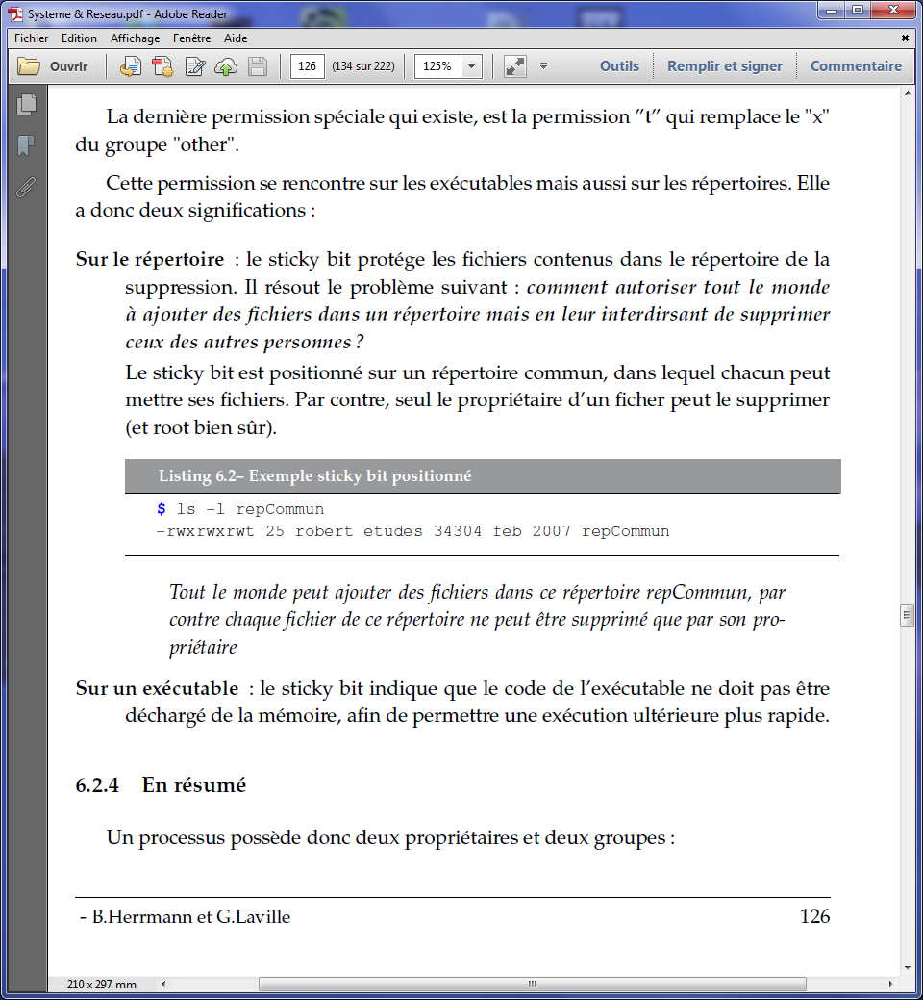 Systeme & Reseau.pdf - Adobe Reader
Fichier Edition Affichage Fenêtre Aide
Ouvrir 126 (134 sur 222) 125% Outils Remplir et signer Commentaire
La dernière permission spéciale qui existe, est la permission ”t” qui remplace le "x"
du groupe "other".
Cette permission se rencontre sur les exécutables mais aussi sur les répertoires. Elle
a donc deux significations :
Sur le répertoire : le sticky bit protége les fichiers contenus dans le répertoire de la
suppression. Il résout le problème suivant : comment autoriser tout le monde
à ajouter des fichiers dans un répertoire mais en leur interdirsant de supprimer
ceux des autres personnes ?
Le sticky bit est positionné sur un répertoire commun, dans lequel chacun peut
mettre ses fichiers. Par contre, seul le propriétaire d’un ficher peut le supprimer
(et root bien sûr).
Listing 6.2– Exemple sticky bit positionné
$ ls -l repCommun
-rwxrwxrwt 25 robert etudes 34304 feb 2007 repCommun
Tout le monde peut ajouter des fichiers dans ce répertoire repCommun, par
contre chaque fichier de ce répertoire ne peut être supprimé que par son pro-
priétaire
Sur un exécutable : le sticky bit indique que le code de l’exécutable ne doit pas être
déchargé de la mémoire, afin de permettre une exécution ultérieure plus rapide.
6.2.4 En résumé
Un processus possède donc deux propriétaires et deux groupes :
- B.Herrmann et G.Laville 126
210 x 297 mm